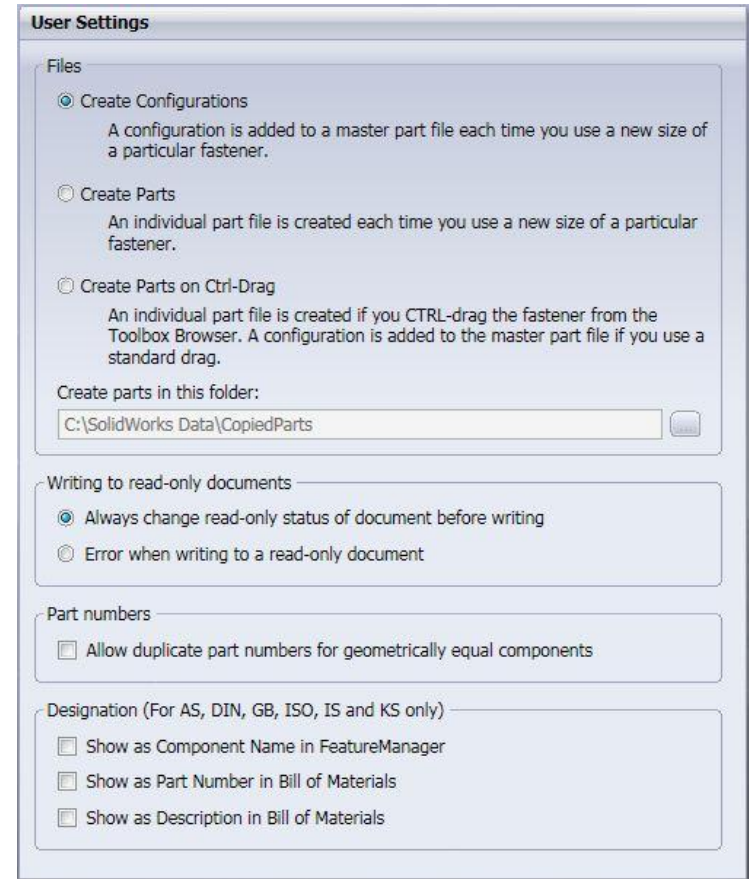 User Settings
Files
Create Configurations
A configuration is added to a master part file each time you use a new size of
a particular fastener.
Create Parts
An individual part file is created each time you use a new size of a particular
fastener.
Create Parts on Ctrl-Drag
An individual part file is created if you CTRL-drag the fastener from the
Toolbox Browser. A configuration is added to the master part file if you use a
standard drag.
Create parts in this folder:
C:\SolidWorks Data\CopiedParts
...
Writing to read-only documents
Always change read-only status of document before writing
Error when writing to a read-only document
Part numbers
Allow duplicate part numbers for geometrically equal components
Designation (For AS, DIN, GB, ISO, IS and KS only)
Show as Component Name in FeatureManager
Show as Part Number in Bill of Materials
Show as Description in Bill of Materials